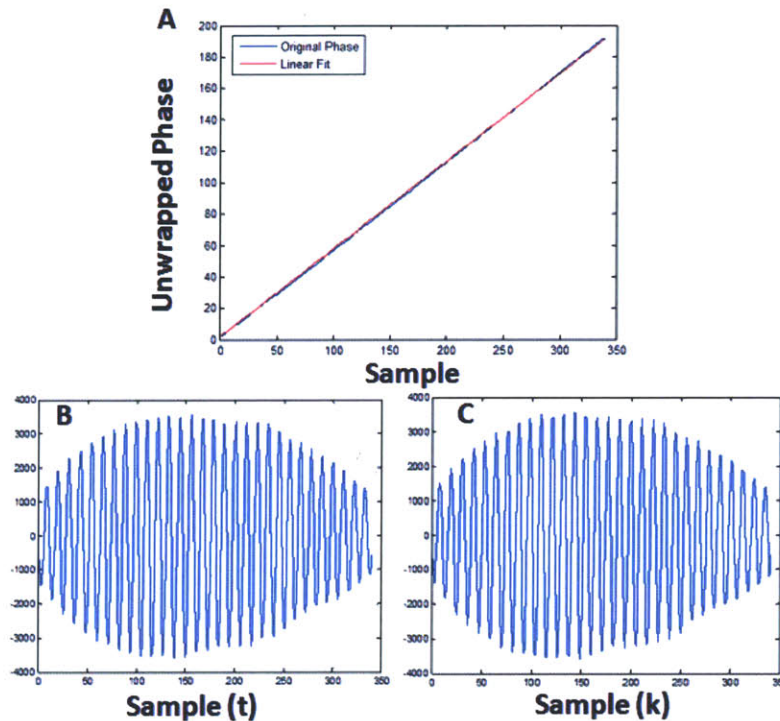 A
200
180
160
140
120
100
80
60
40
20
0
Unwrapped Phase
Original Phase
Linear Fit
0 50 100 150 200 250 300 350
Sample
B
4000
3000
2000
1000
0
-1000
-2000
-3000
-4000
0 50 100 150 200 250 300 350
Sample (t)
C
4000
3000
2000
1000
0
-1000
-2000
-3000
-4000
0 50 100 150 200 250 300 350
Sample (k)